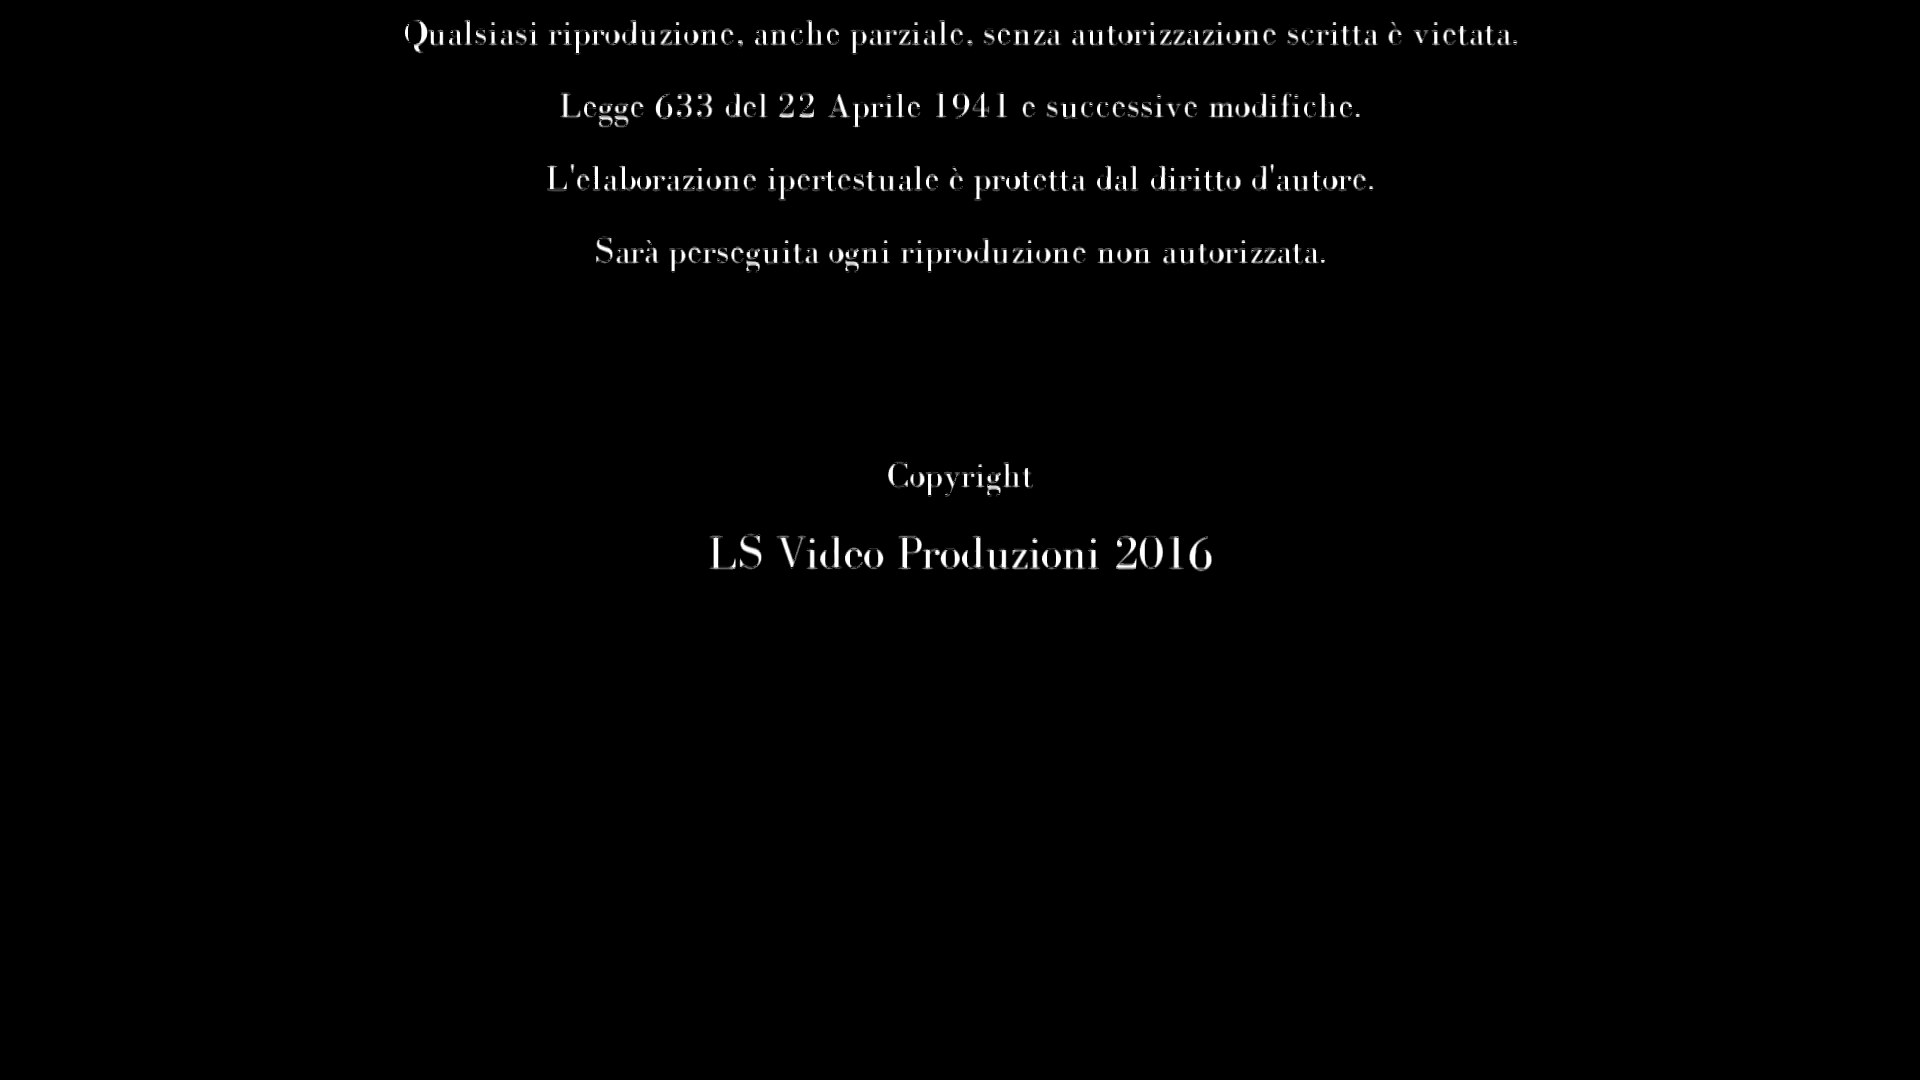 Qualsiasi riproduzione, anche parziale, senza autorizzazione scritta è vietata.
Legge 633 del 22 Aprile 1941 e successive modifiche.
L'elaborazione ipertestuale è protetta dal diritto d'autore.
Sarà perseguita ogni riproduzione non autorizzata.
Copyright
LS Video Produzioni 2016